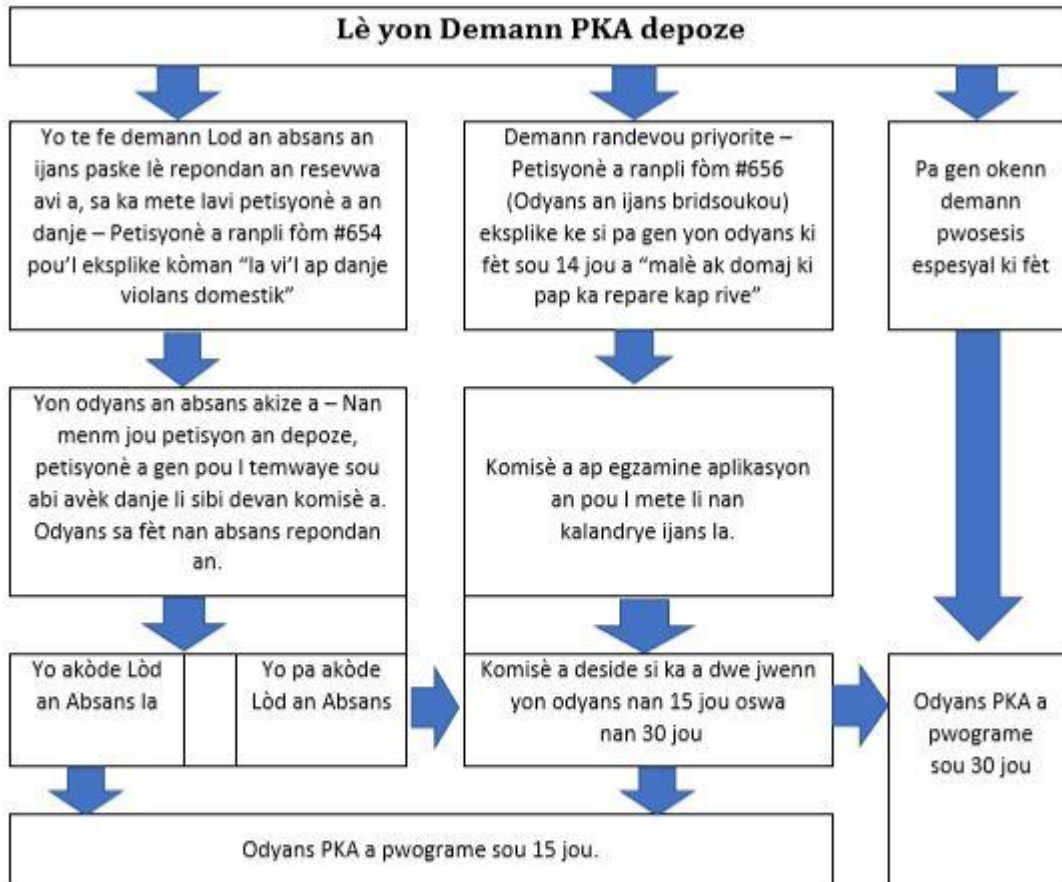 Lè yon Demann PKA depoze
Yo te fe demann Lod an absans an
ijans paske lè repondan an resevwa
avi a, sa ka mete lavi petisyonè a an
danje – Petisyonè a ranpli fòm #654
pou'l eksplike kòman “la vi'l ap danje
violans domestik”
Demann randevou priyorite –
Petisyonè a ranpli fòm #656
(Odyans an ijans bridsoukou)
eksplike ke si pa gen yon odyans ki
fèt sou 14 jou a “malè ak domaj ki
pap ka repare kap rive”
Pa gen okenn
demann
pwosesis
espesyal ki fèt
Yon odyans an absans akize a – Nan
menm jou petisyon an depoze,
petisyonè a gen pou l temwaye sou
abi avèk danje li sibi devan komisè a.
Odyans sa fèt nan absans repondan
an.
Komisè a ap egzamine aplikasyon
an pou l mete li nan
kalandrye ijans la.
Yo akòde Lòd
an Absans la
Yo pa akòde
Lòd an Absans
Komisè a deside si ka a dwe jwenn
yon odyans nan 15 jou oswa
nan 30 jou
Odyans PKA a
pwograme
sou 30 jou
Odyans PKA a pwograme sou 15 jou.